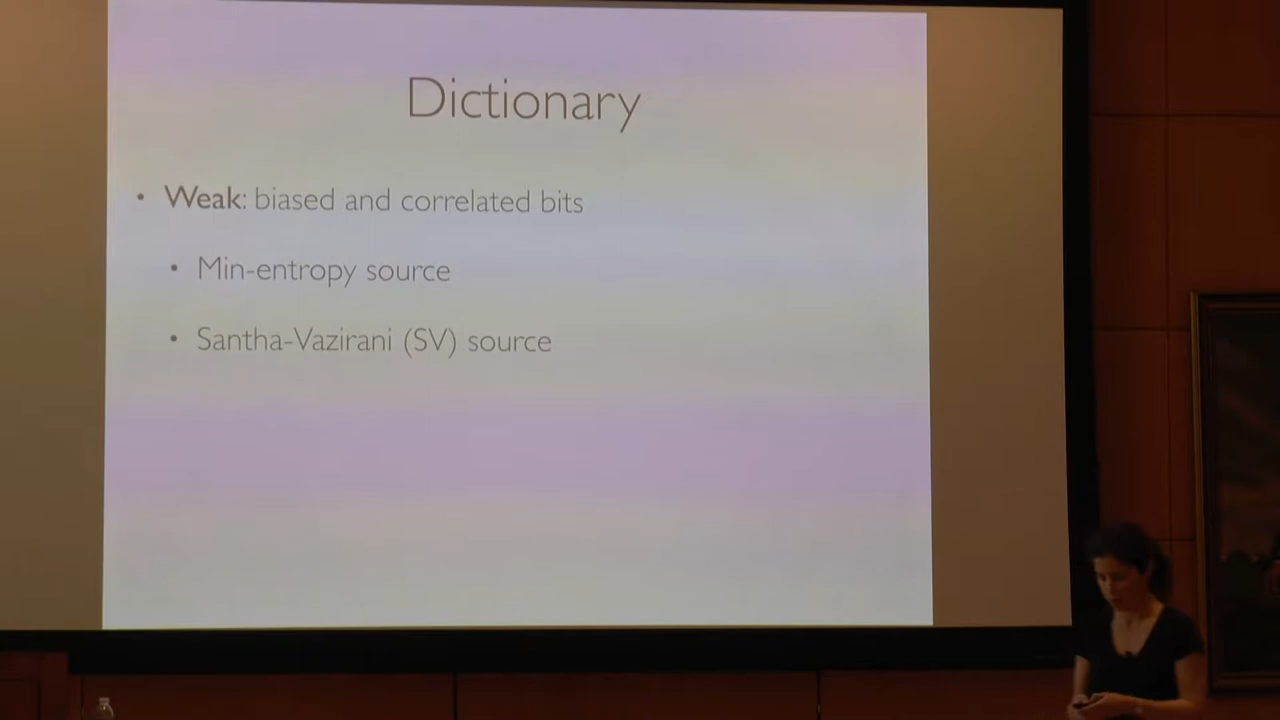 Dictionary
• Weak: biased and correlated bits
• Min-entropy source
• Santha-Vazirani (SV) source